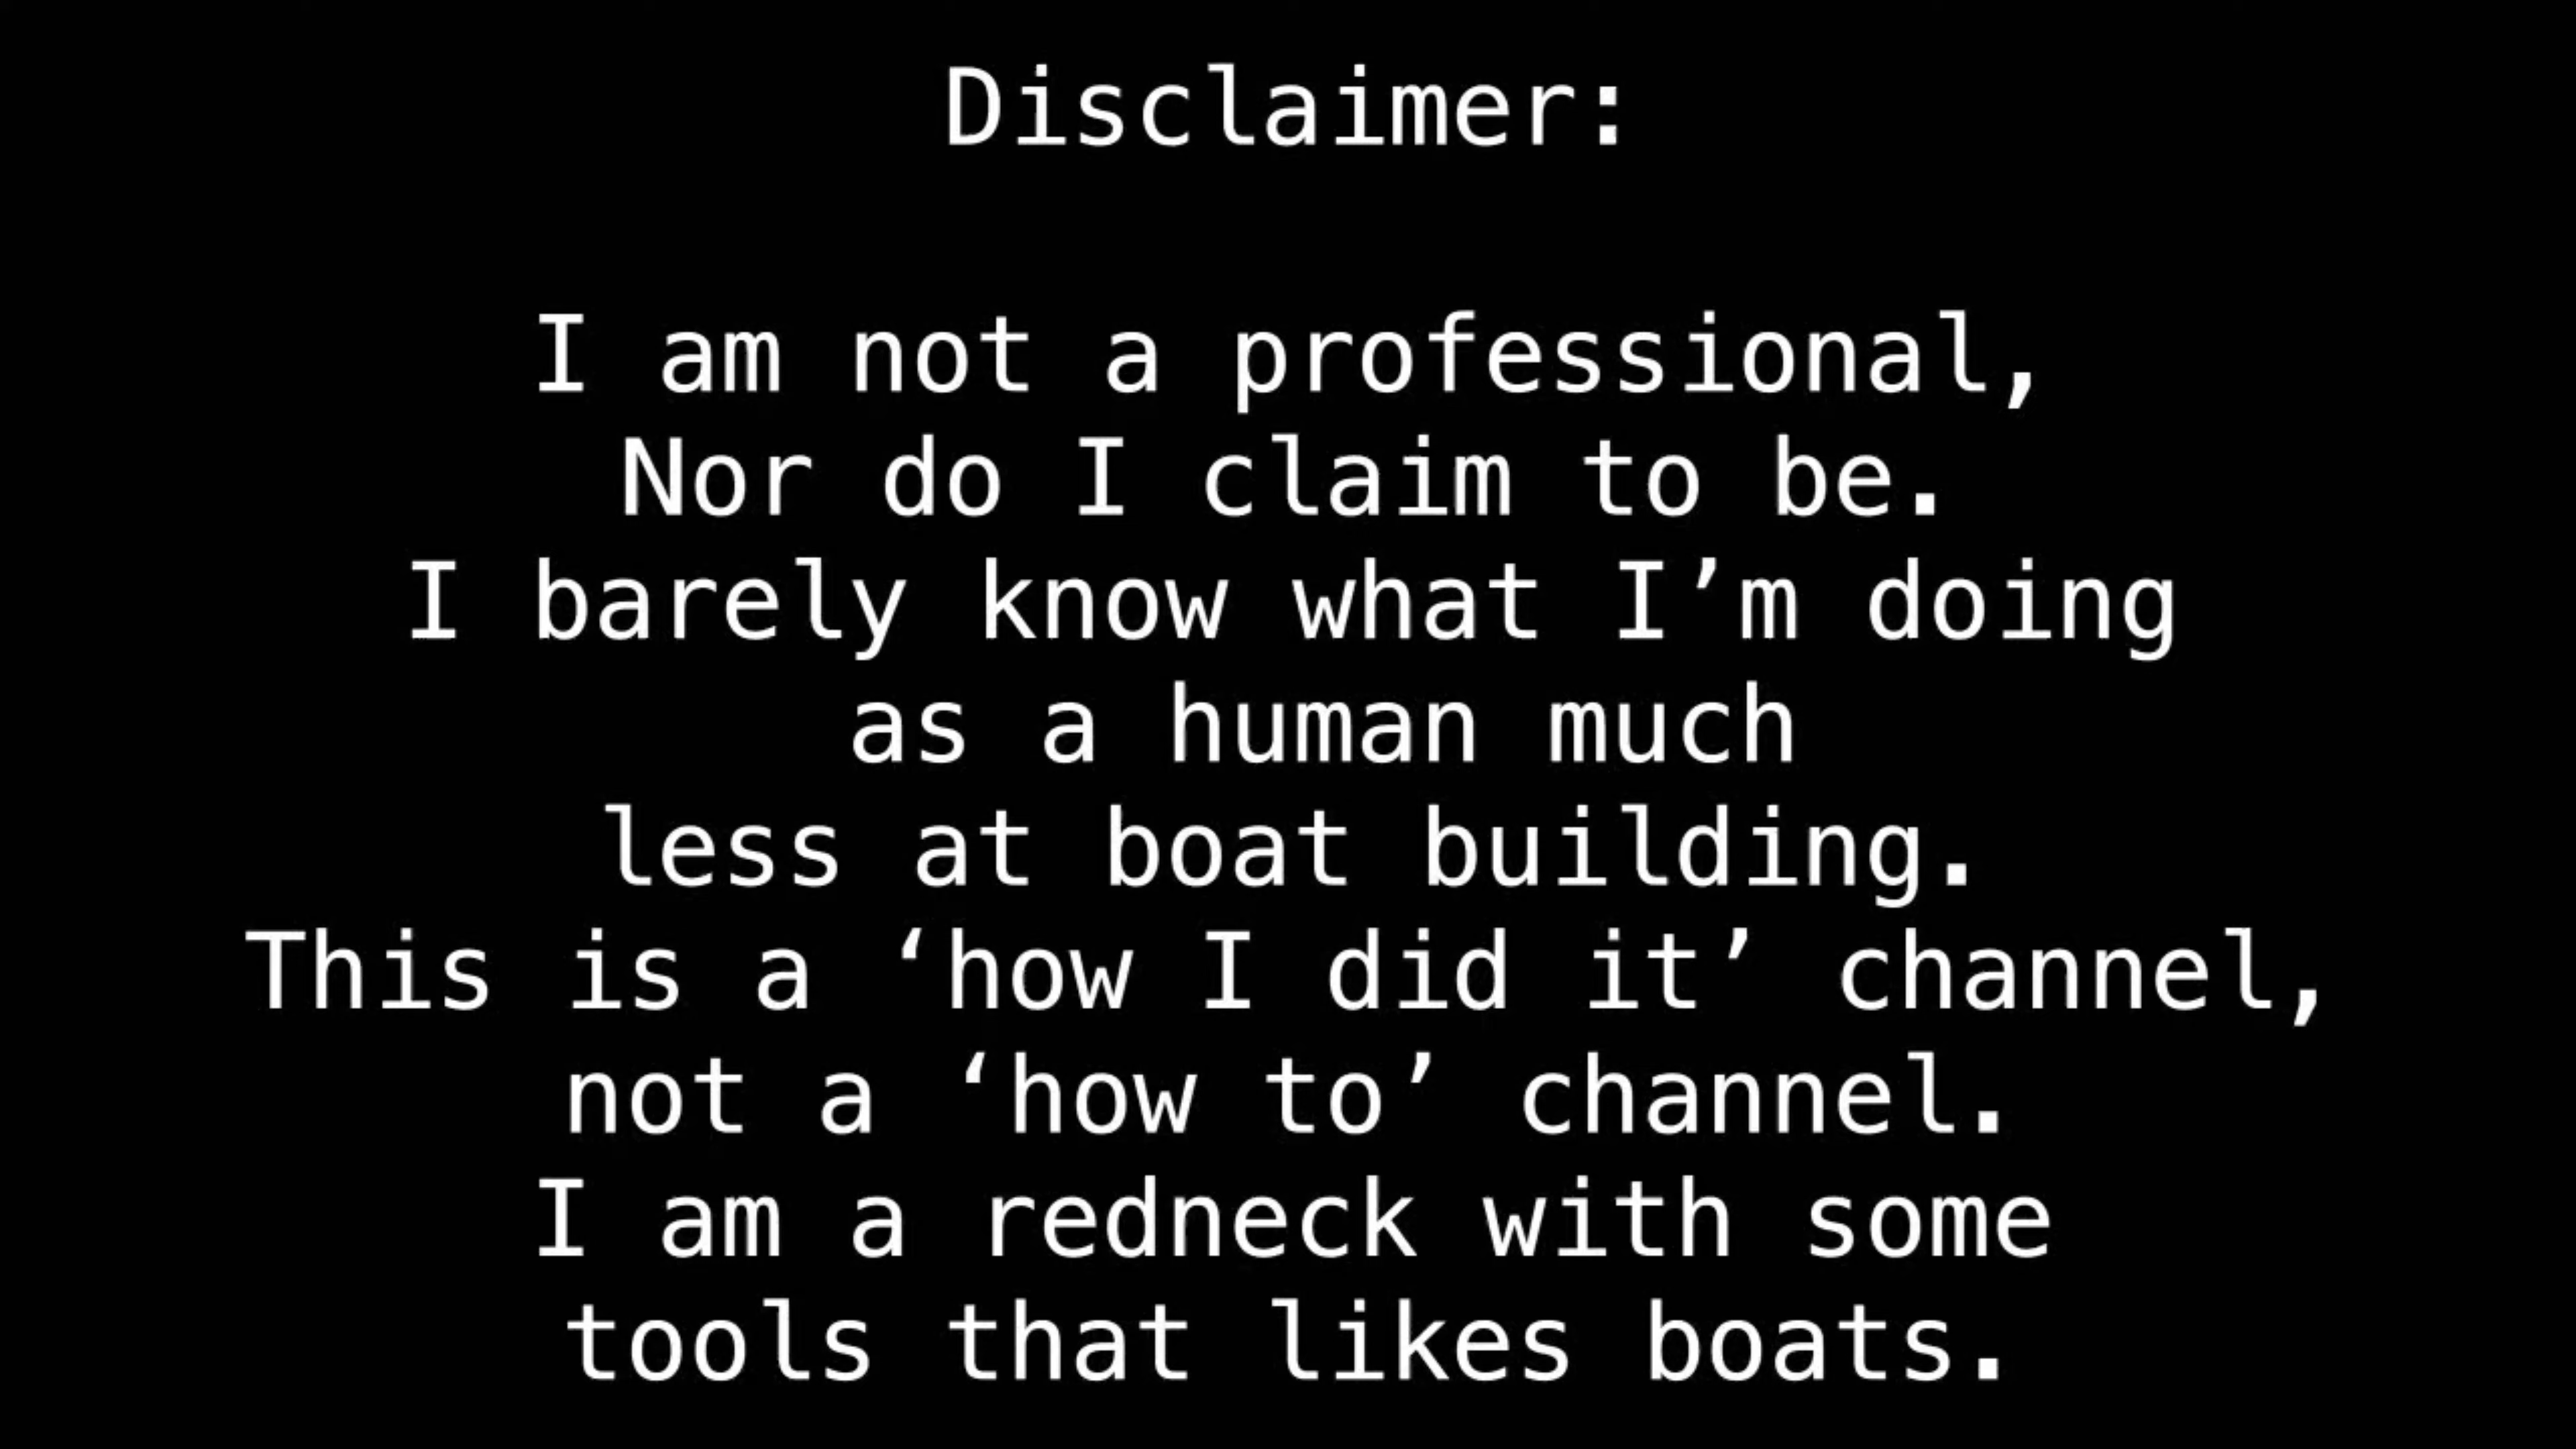 Disclaimer:
I am not a professional,
Nor do I claim to be.
I barely know what I’m doing
as a human much
less at boat building.
This is a ‘how I did it’ channel,
not a ‘how to’ channel.
I am a redneck with some
tools that likes boats.